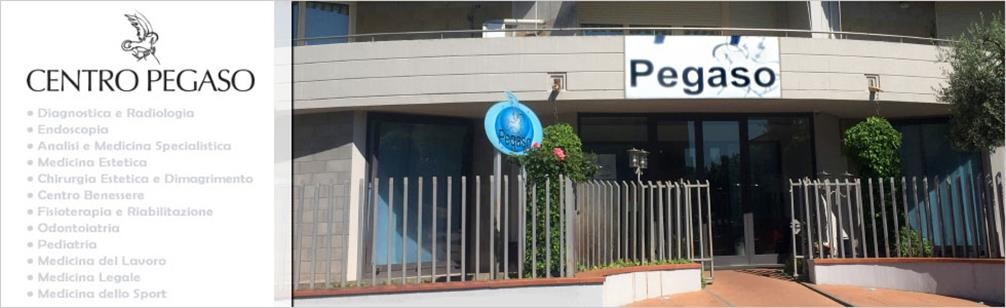 CENTRO PEGASO
• Diagnostica e Radiologia
• Endoscopia
• Analisi e Medicina Specialistica
• Medicina Estetica
• Chirurgia Estetica e Dimagrimento
• Centro Benessere
• Fisioterapia e Riabilitazione
• Odontoiatria
• Pediatria
• Medicina del Lavoro
• Medicina Legale
• Medicina dello Sport
Pegaso
Pegaso